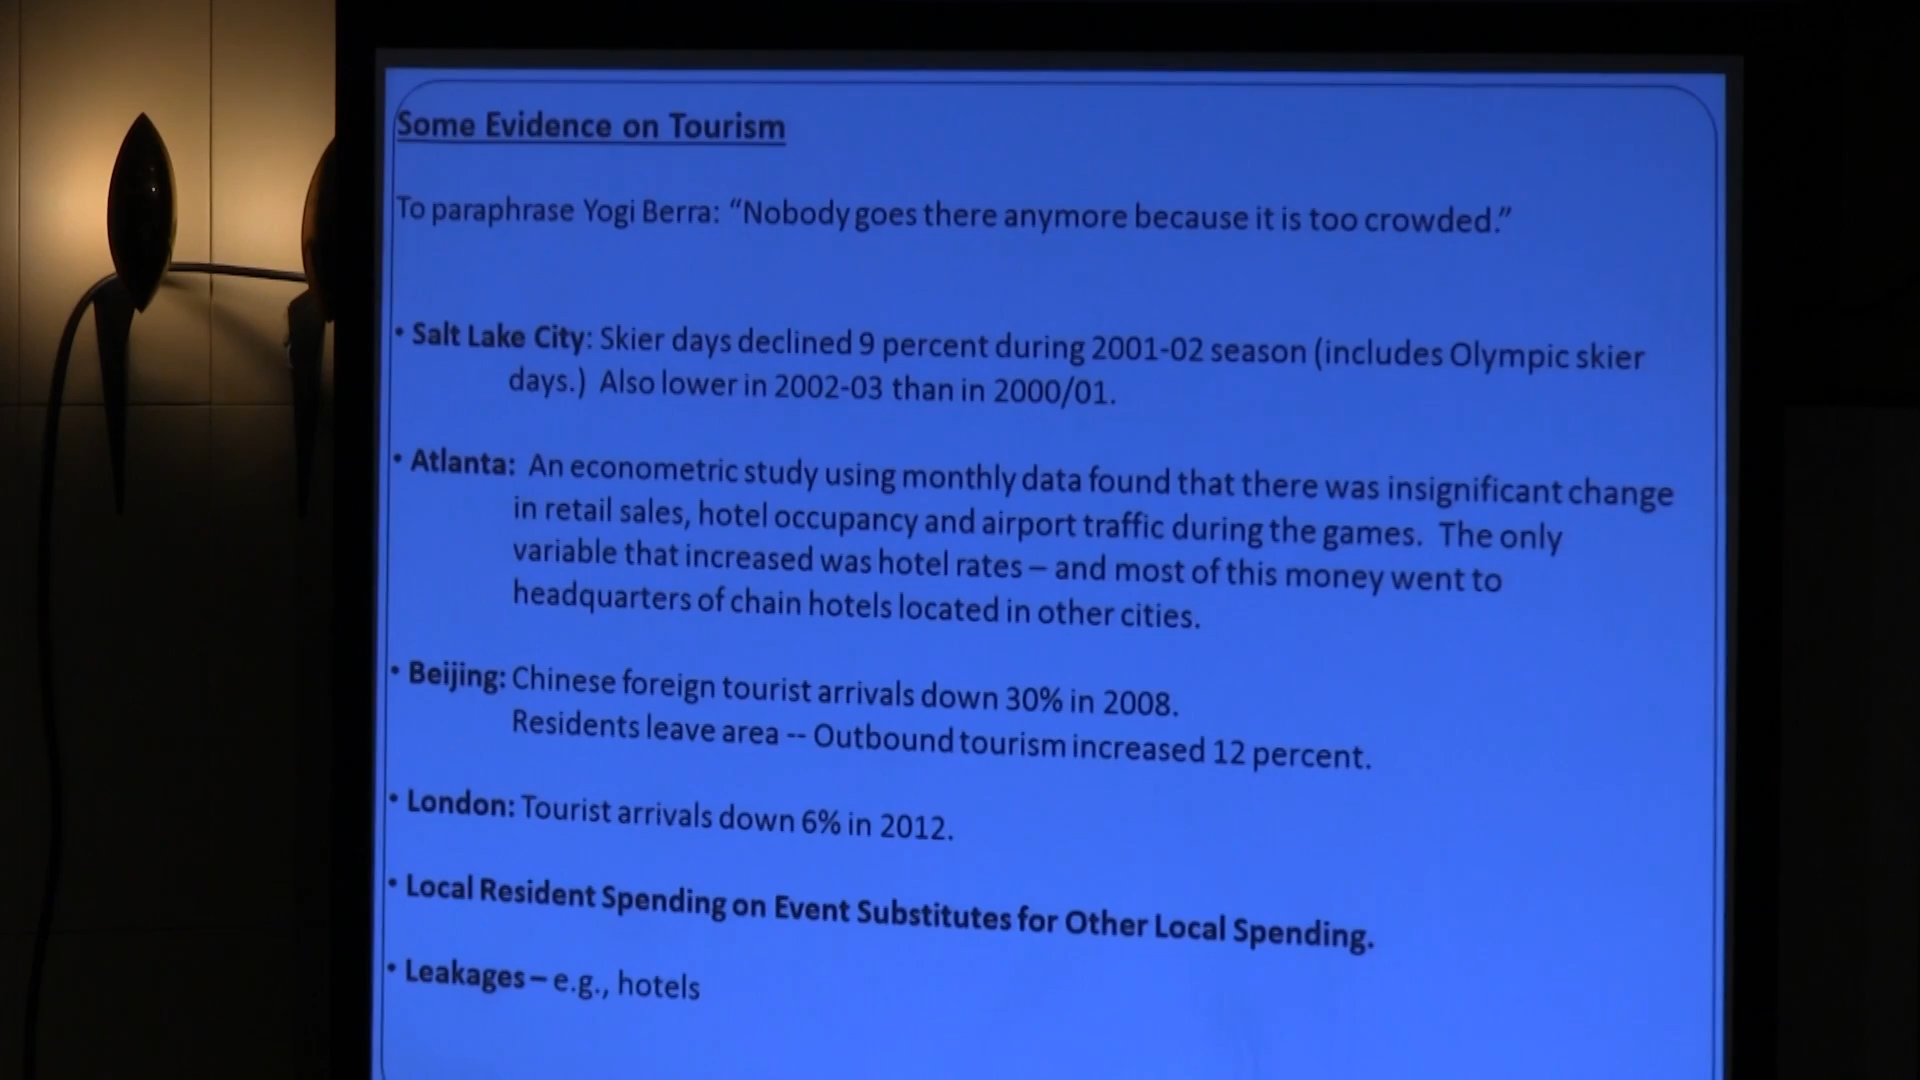 Some Evidence on Tourism
To paraphrase Yogi Berra: “Nobody goes there anymore because it is too crowded.”
• Salt Lake City: Skier days declined 9 percent during 2001-02 season (includes Olympic skier
days.) Also lower in 2002-03 than in 2000/01.
• Atlanta: An econometric study using monthly data found that there was insignificant change
in retail sales, hotel occupancy and airport traffic during the games. The only
variable that increased was hotel rates – and most of this money went to
headquarters of chain hotels located in other cities.
• Beijing: Chinese foreign tourist arrivals down 30% in 2008.
Residents leave area -- Outbound tourism increased 12 percent.
• London: Tourist arrivals down 6% in 2012.
• Local Resident Spending on Event Substitutes for Other Local Spending.
• Leakages – e.g., hotels